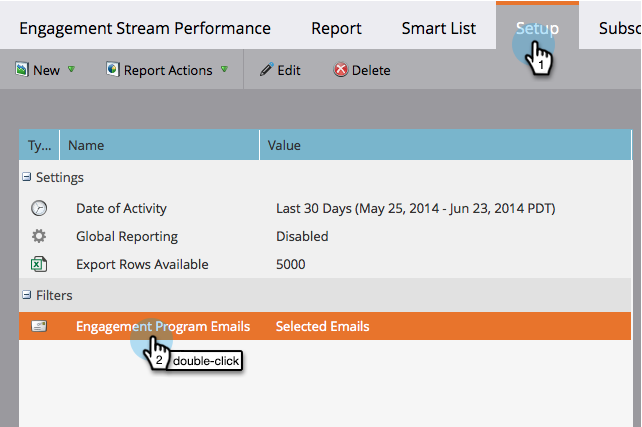 Engagement Stream Performance Report Smart List Setup Subsc
1
New Report Actions Edit Delete
Ty... Name Value
Settings
Date of Activity Last 30 Days (May 25, 2014 - Jun 23, 2014 PDT)
Global Reporting Disabled
Export Rows Available 5000
Filters
Engagement Program Emails Selected Emails
2 double-click